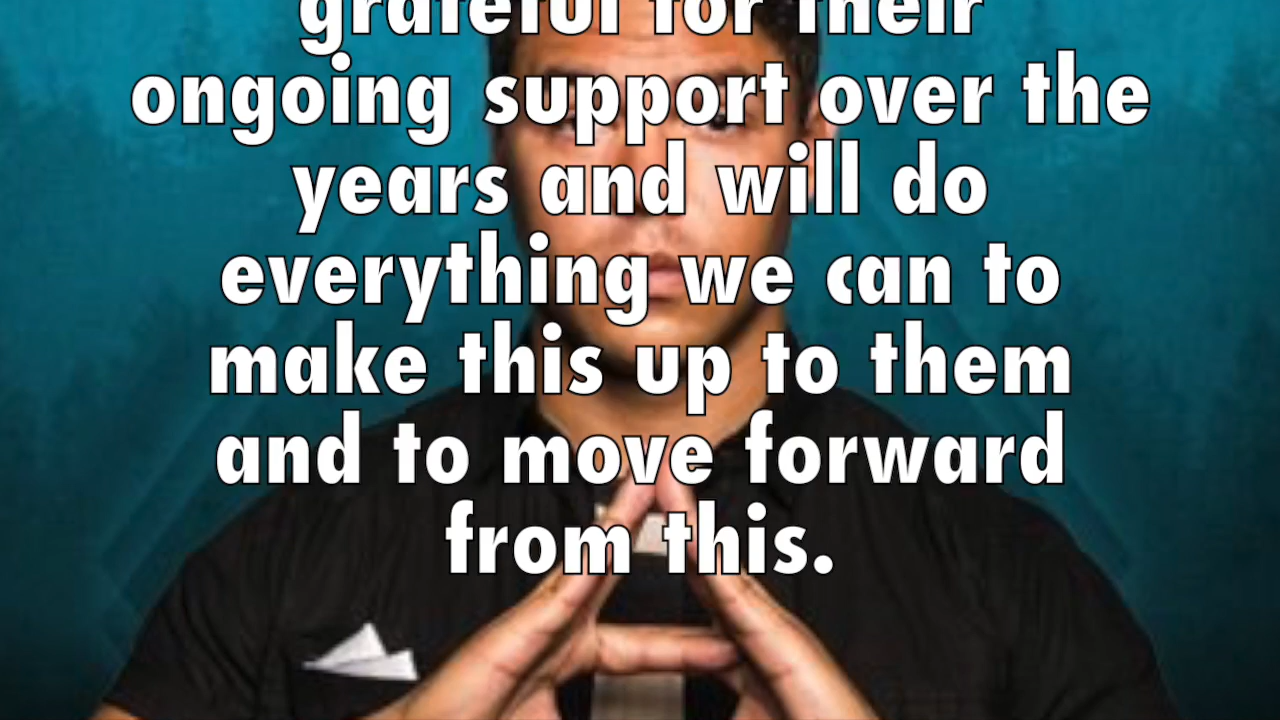 grateful for their
ongoing support over the
years and will do
everything we can to
make this up to them
and to move forward
from this.